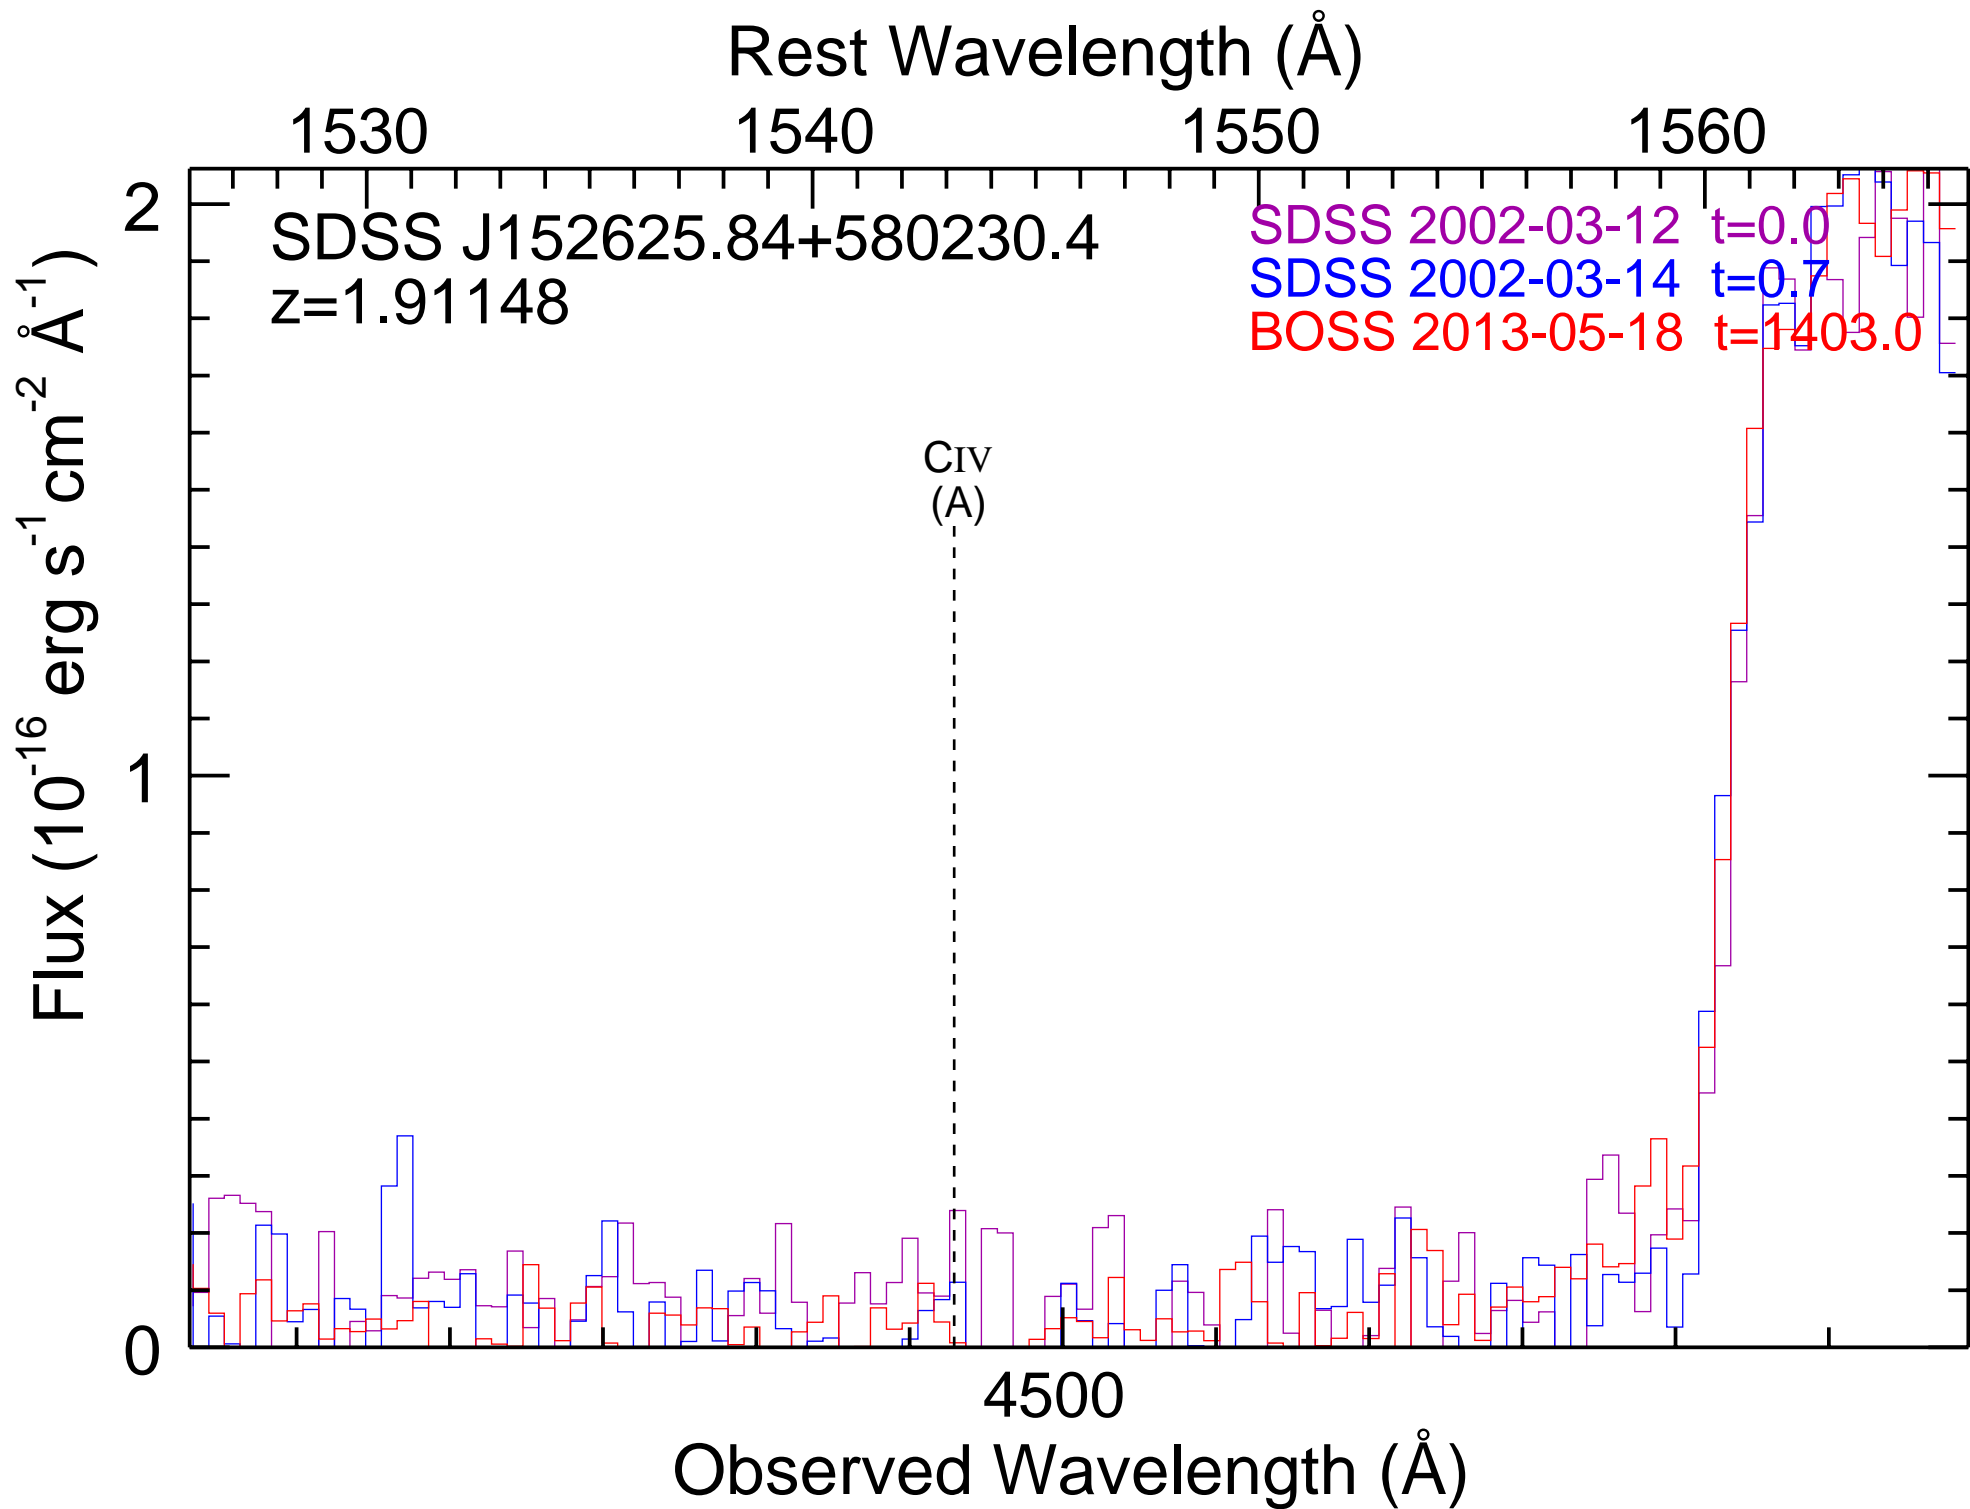 Rest Wavelength (Å)
1530 1540 1550 1560
2
SDSS J152625.84+580230.4
z=1.91148
SDSS 2002-03-12 t=0.0
SDSS 2002-03-14 t=0.7
BOSS 2013-05-18 t=1403.0
CIV
(A)
1
0
Flux (10⁻¹⁶ erg s⁻¹ cm⁻² Å⁻¹)
4500
Observed Wavelength (Å)